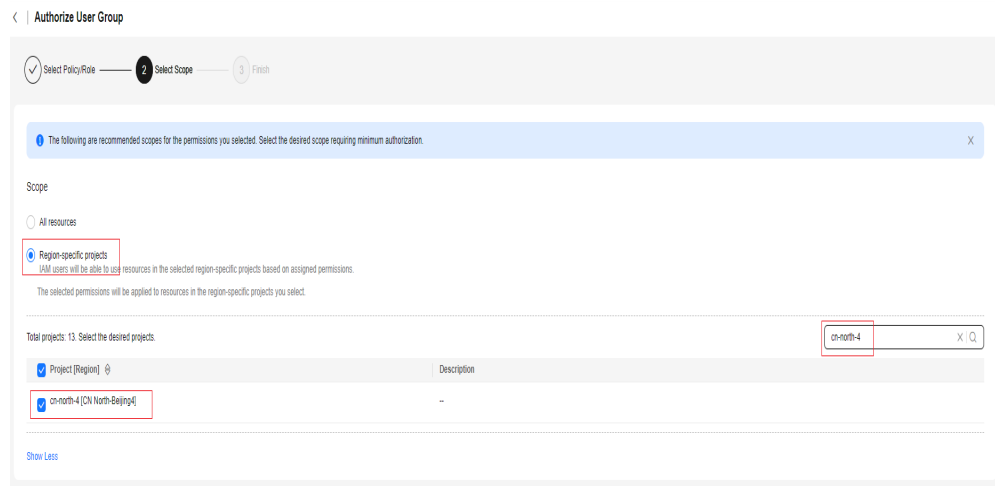 Authorize User Group
Select Policy/Role 2 Select Scope 3 Finish
The following are recommended scopes for the permissions you selected. Select the desired scope requiring minimum authorization.
Scope
All resources
Region-specific projects
IAM users will be able to use resources in the selected region-specific projects based on assigned permissions.
The selected permissions will be applied to resources in the region-specific projects you select.
Total projects: 13. Select the desired projects. cn-north-4
Project [Region] Description
cn-north-4 [CN North-Beijing4] --
Show Less